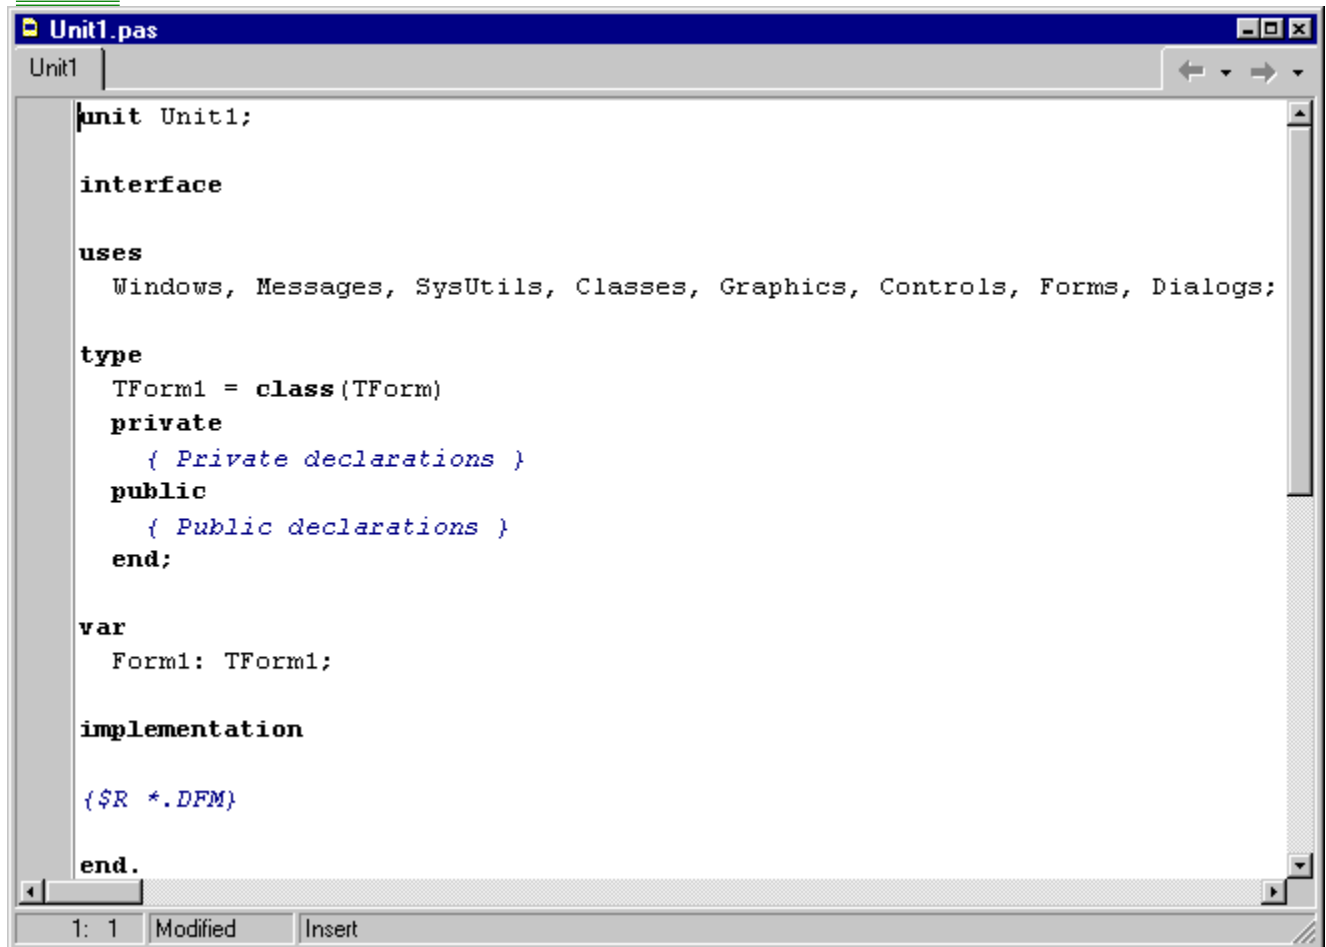 Unit1.pas
Unit1
unit Unit1;
interface
uses
Windows, Messages, SysUtils, Classes, Graphics, Controls, Forms, Dialogs;
type
TForm1 = class(TForm)
private
{ Private declarations }
public
{ Public declarations }
end;
var
Form1: TForm1;
implementation
{$R *.DFM}
end.
1: 1 Modified Insert